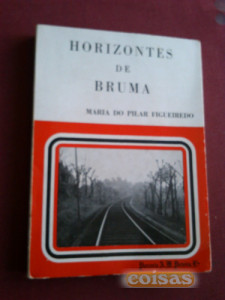 HORIZONTES
DE
BRUMA
MARIA DO PILAR FIGUEIREDO
coisas